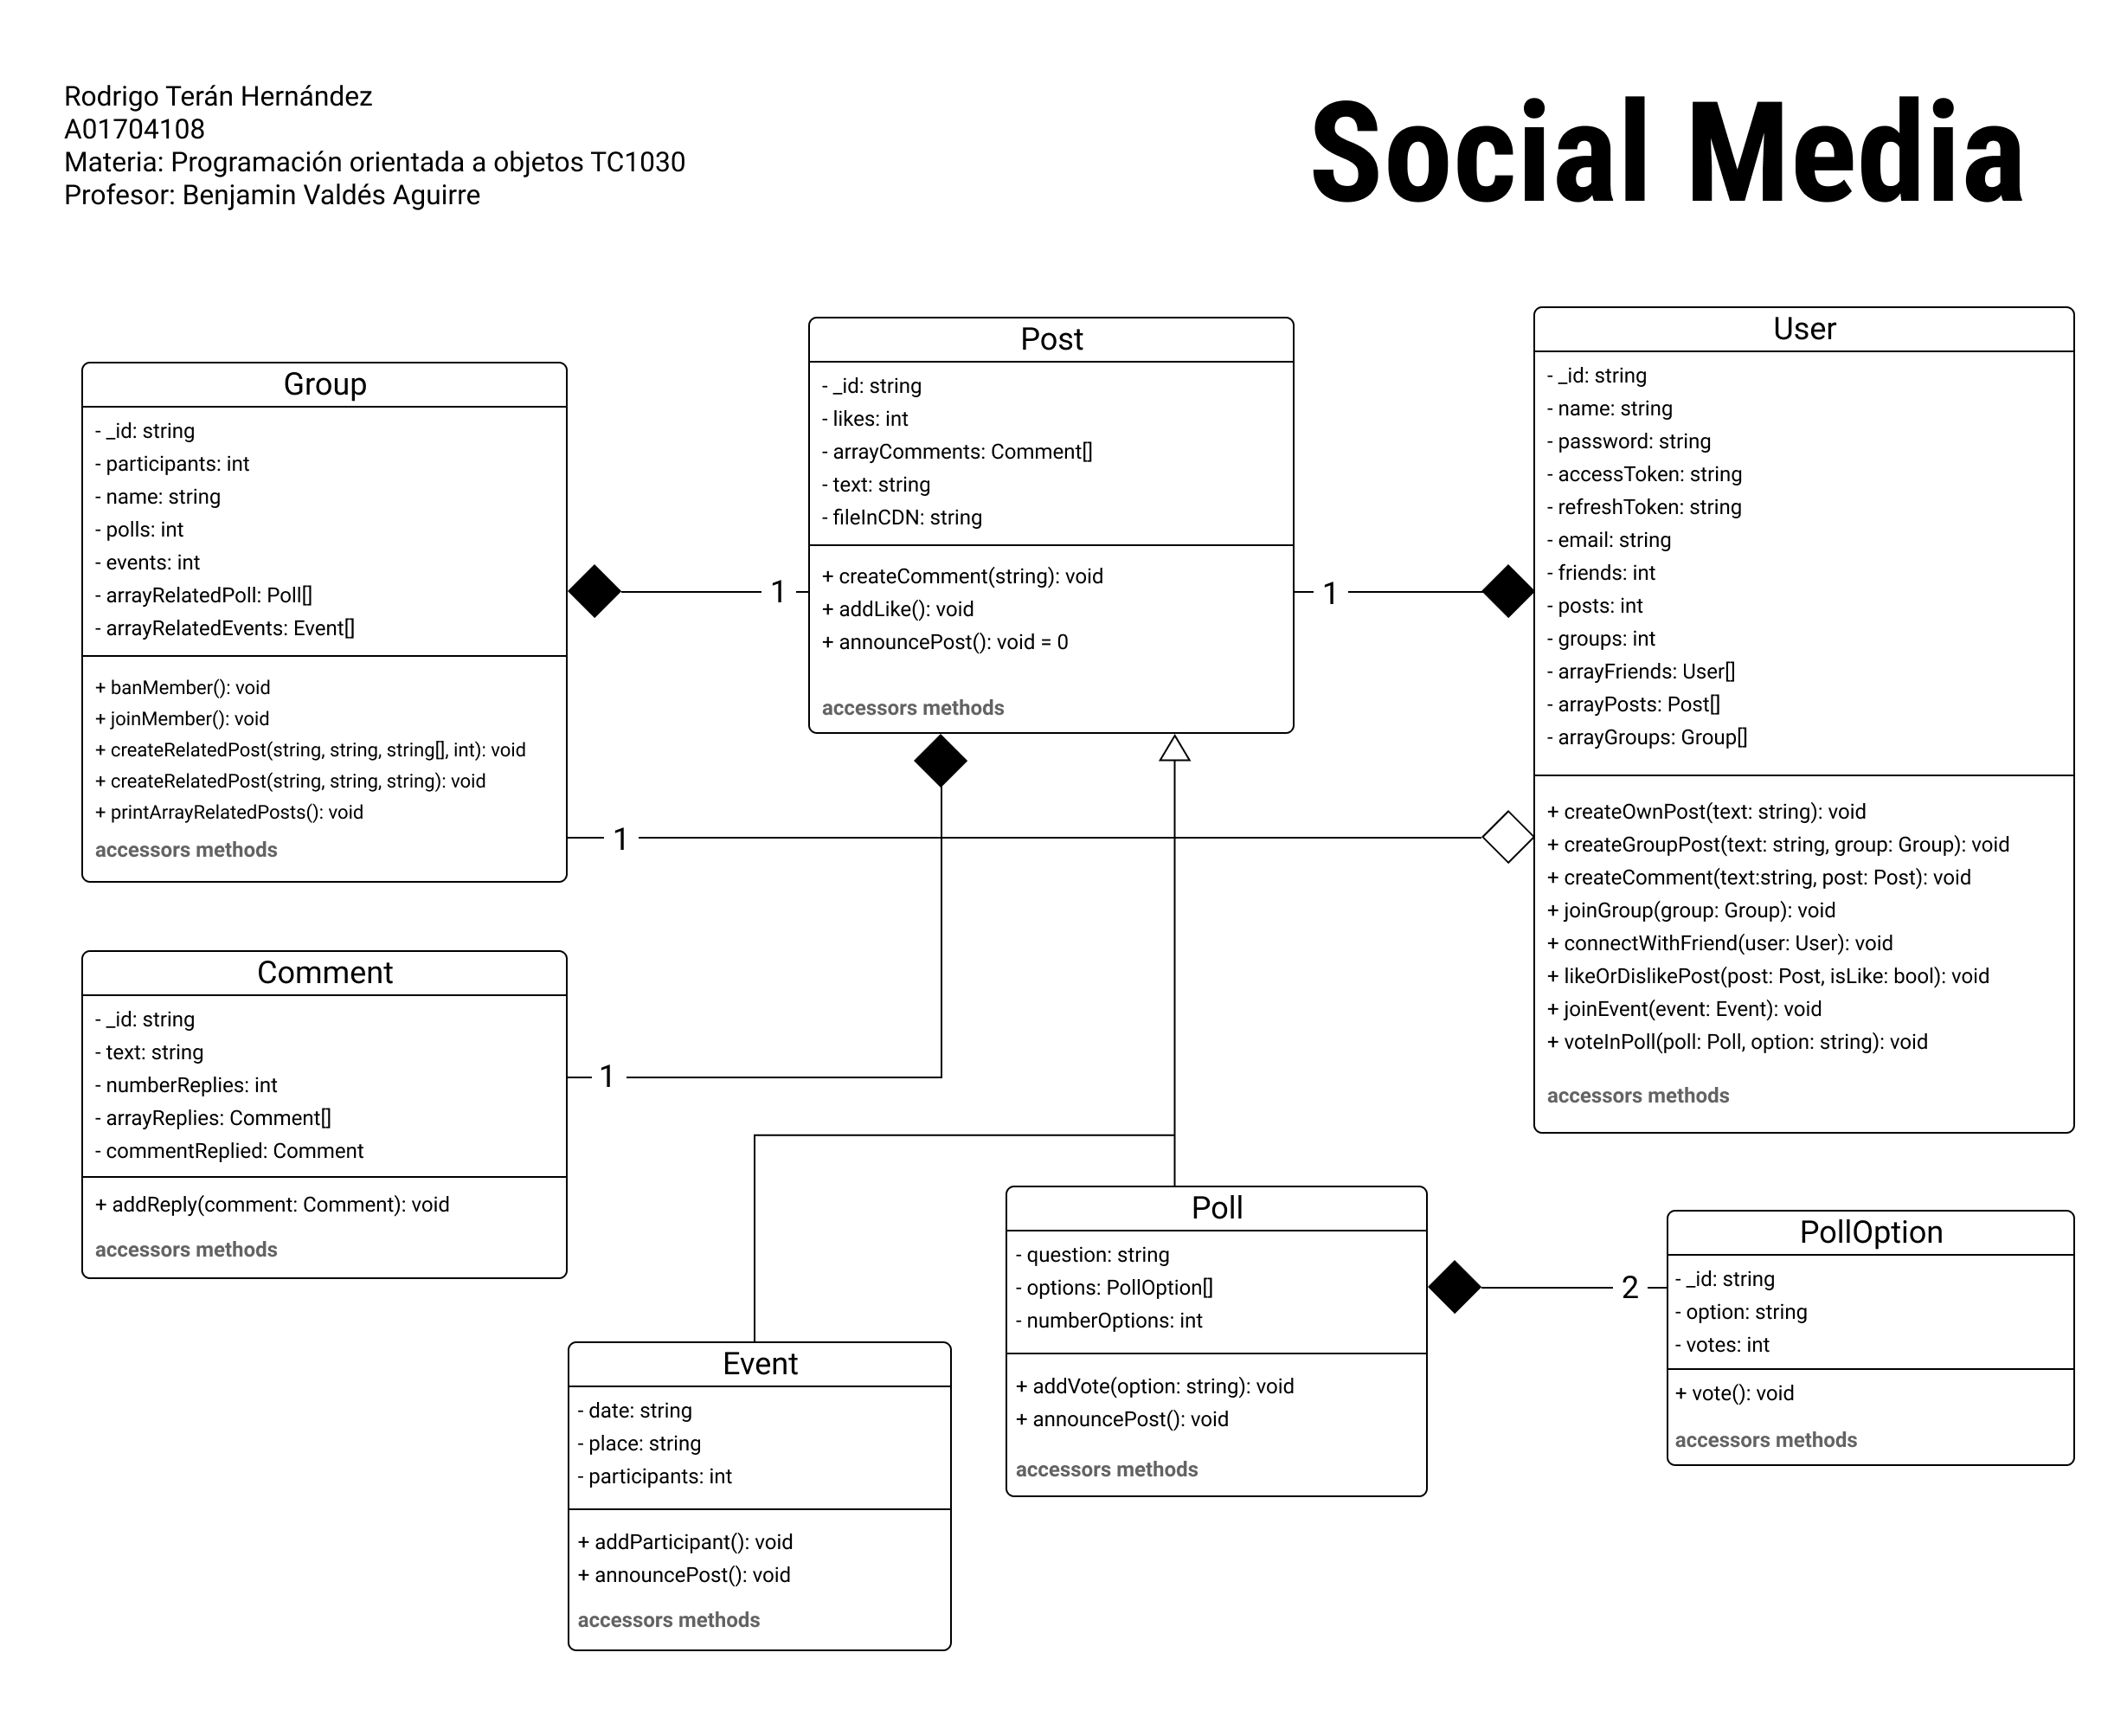 Rodrigo Terán Hernández
A01704108
Materia: Programación orientada a objetos TC1030
Profesor: Benjamin Valdés Aguirre
Social Media
Group
- _id: string
- participants: int
- name: string
- polls: int
- events: int
- arrayRelatedPoll: Poll[]
- arrayRelatedEvents: Event[]
+ banMember(): void
+ joinMember(): void
+ createRelatedPost(string, string, string[], int): void
+ createRelatedPost(string, string, string): void
+ printArrayRelatedPosts(): void
accessors methods
1
Post
- _id: string
- likes: int
- arrayComments: Comment[]
- text: string
- fileInCDN: string
+ createComment(string): void
+ addLike(): void
+ announcePost(): void = 0
accessors methods
1
User
- _id: string
- name: string
- password: string
- accessToken: string
- refreshToken: string
- email: string
- friends: int
- posts: int
- groups: int
- arrayFriends: User[]
- arrayPosts: Post[]
- arrayGroups: Group[]
+ createOwnPost(text: string): void
+ createGroupPost(text: string, group: Group): void
+ createComment(text:string, post: Post): void
+ joinGroup(group: Group): void
+ connectWithFriend(user: User): void
+ likeOrDislikePost(post: Post, isLike: bool): void
+ joinEvent(event: Event): void
+ voteInPoll(poll: Poll, option: string): void
accessors methods
1
Comment
- _id: string
- text: string
- numberReplies: int
- arrayReplies: Comment[]
- commentReplied: Comment
+ addReply(comment: Comment): void
accessors methods
1
Event
- date: string
- place: string
- participants: int
+ addParticipant(): void
+ announcePost(): void
accessors methods
Poll
- question: string
- options: PollOption[]
- numberOptions: int
+ addVote(option: string): void
+ announcePost(): void
accessors methods
2
PollOption
- _id: string
- option: string
- votes: int
+ vote(): void
accessors methods